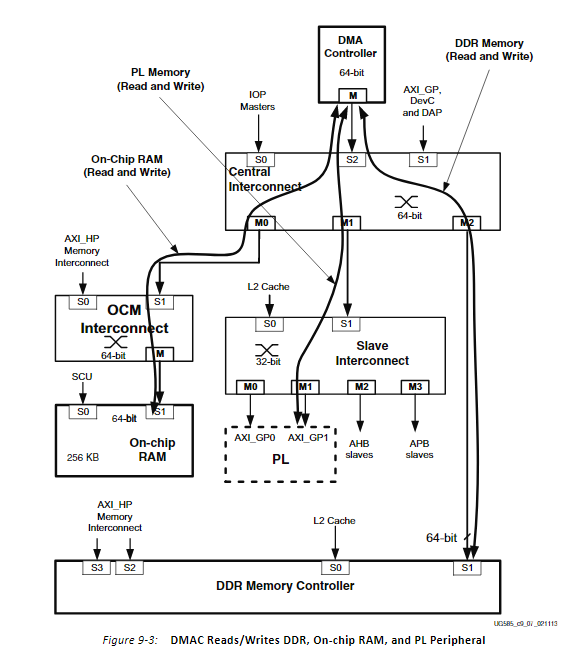 DMA
Controller
64-bit
M
DDR Memory
(Read and Write)
PL Memory
(Read and Write)
IOP
Masters
AXI_GP,
DevC
and DAP
On-Chip RAM
(Read and Write)
S0
S2
S1
Central
Interconnect
64-bit
M0
M1
M2
AXI_HP
Memory
Interconnect
L2 Cache
S0
S1
OCM
Interconnect
64-bit
M
S0
S1
32-bit
Slave
Interconnect
M0
M1
M2
M3
SCU
S0
64-bit
S1
On-chip
RAM
256 KB
AXI_GP0
AXI_GP1
PL
AHB
slaves
APB
slaves
AXI_HP
Memory
Interconnect
L2 Cache
64-bit
S3
S2
S0
S1
DDR Memory Controller
UG585_c9_07_021113
Figure 9-3: DMAC Reads/Writes DDR, On-chip RAM, and PL Peripheral